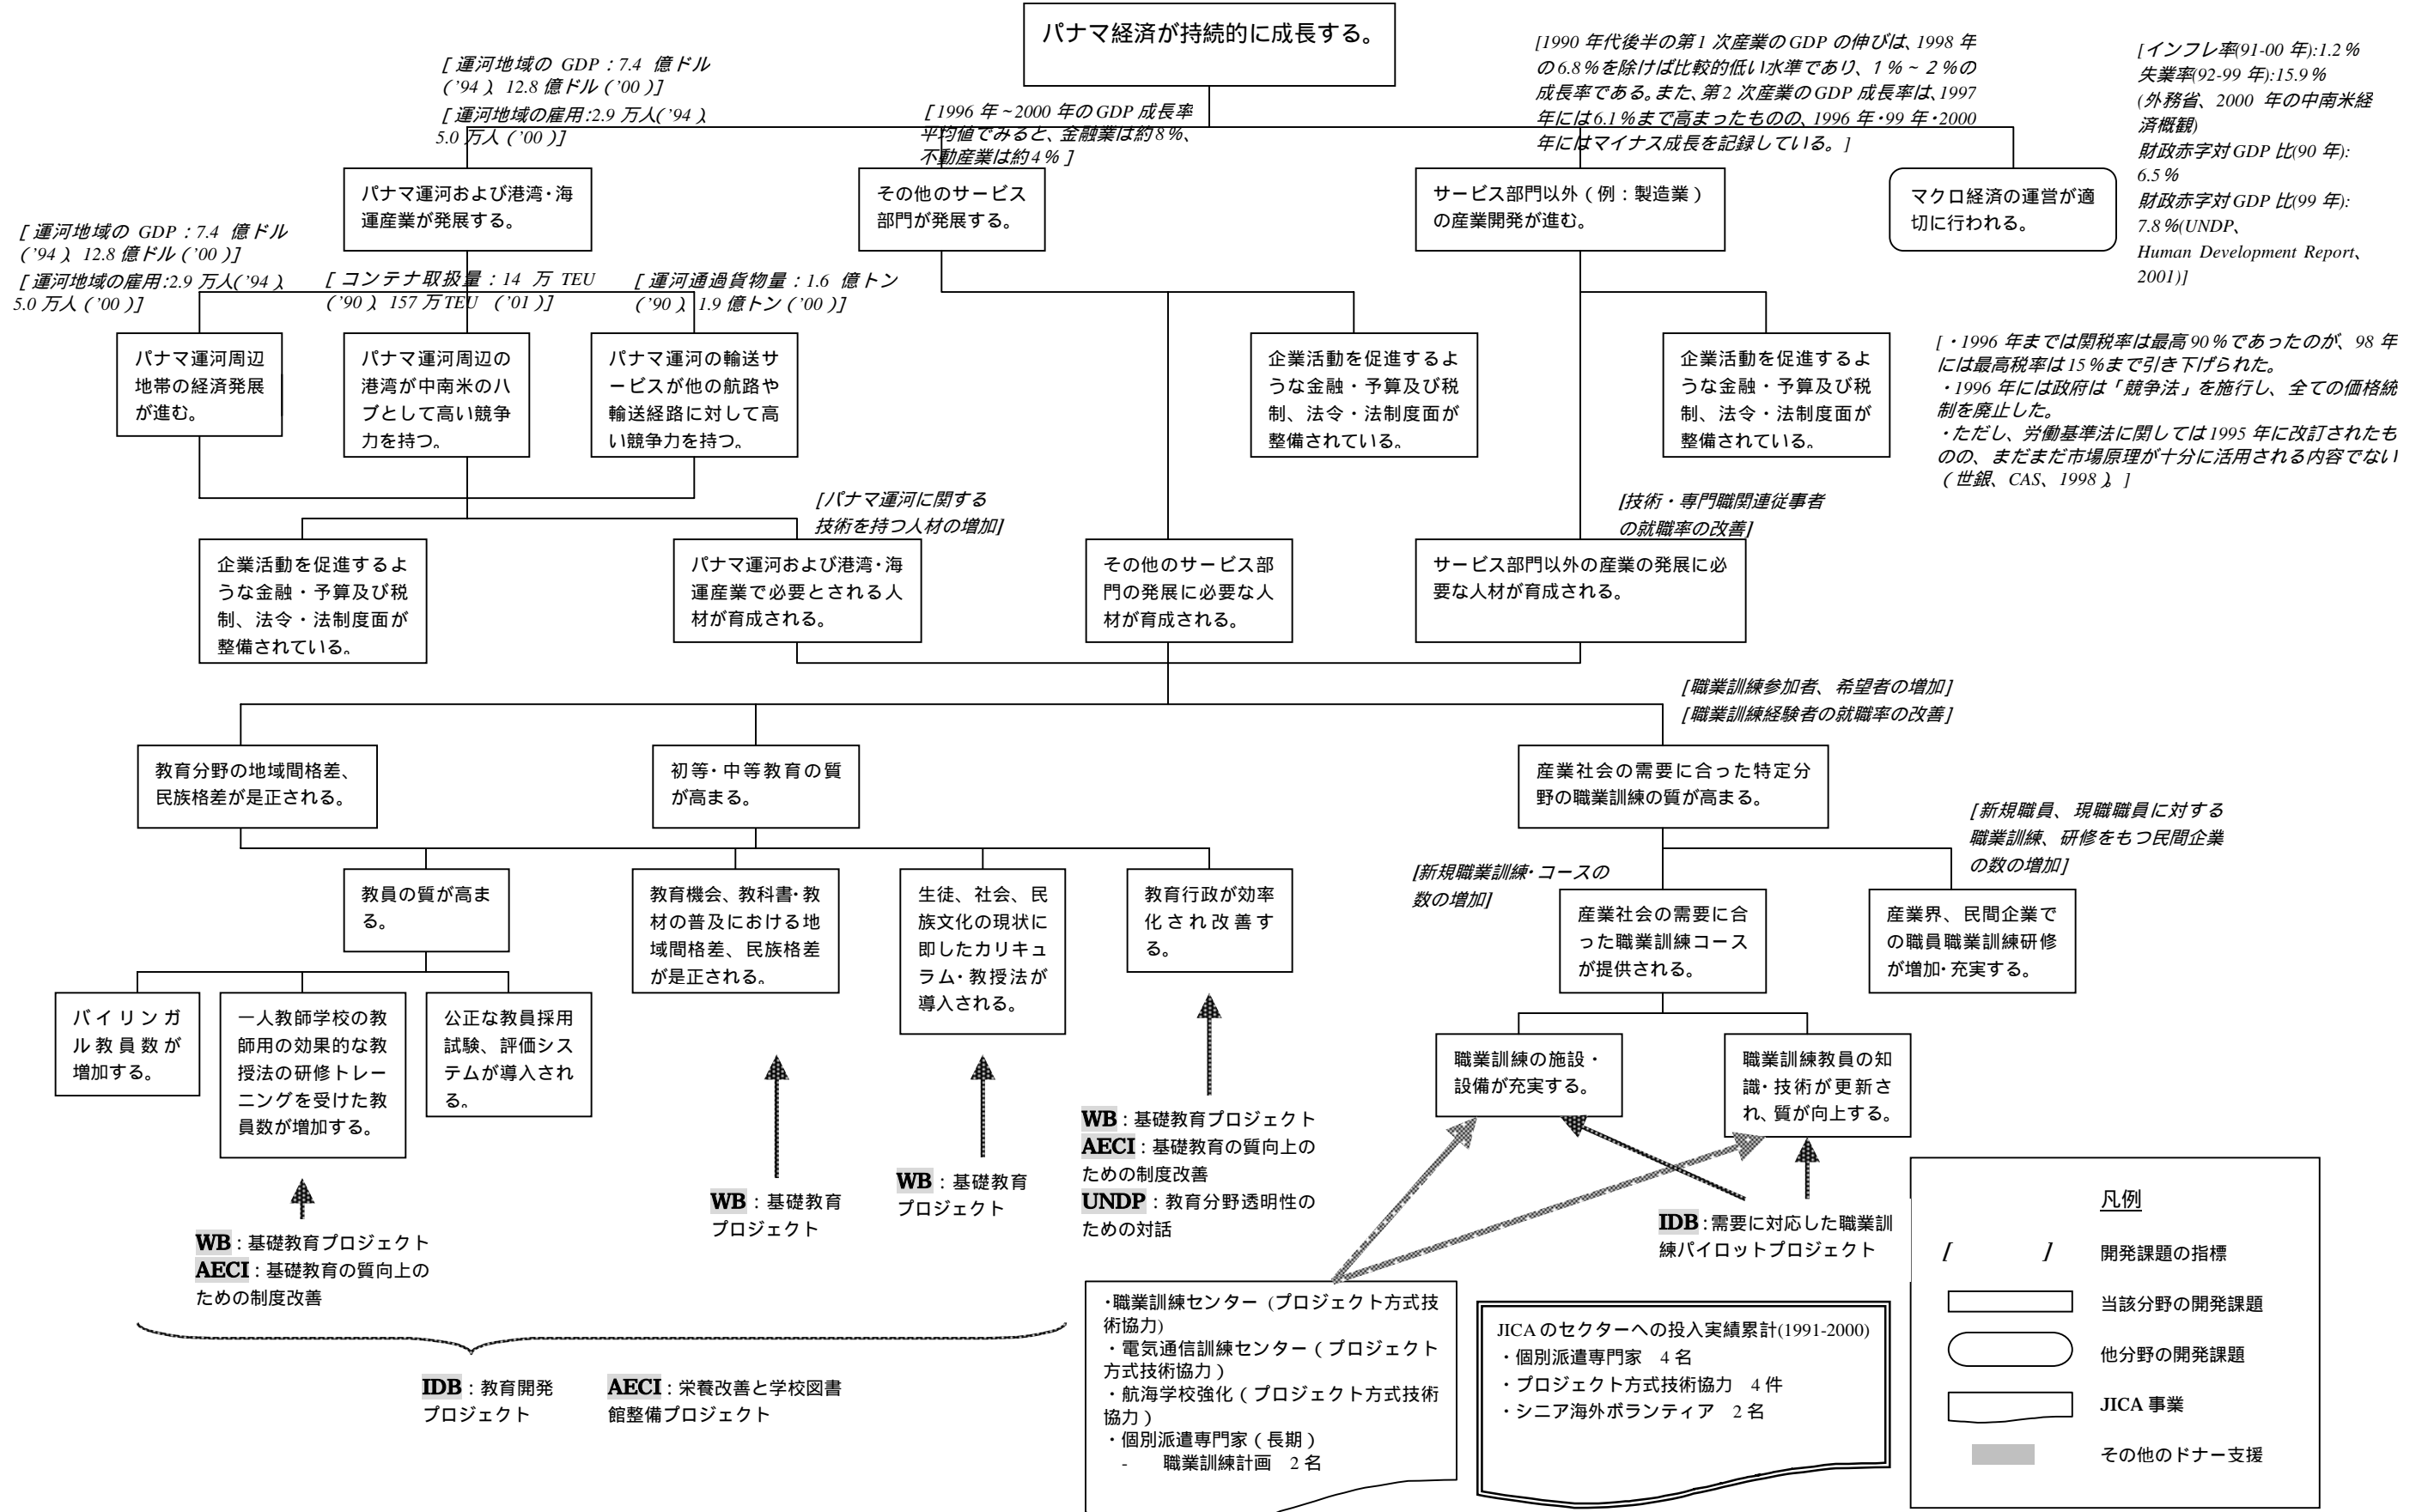 パナマ経済が持続的に成長する。
[ 運河地域の GDP : 7.4 億ドル
(’94 )、12.8 億ドル ( ’00 )]
[ 運河地域の雇用:2.9 万人( ’94 )、
5.0 万人 ( ’00 )]
[ 1996 年 ~2000 年の GDP 成長率
平均値でみると、金融業は約 8 %、
不動産業は約 4 % ]
[1990 年代後半の第 1 次産業の GDP の伸びは、1998 年
の 6.8 %を除けば比較的低い水準であり、1 % ~ 2 %の
成長率である。また、第 2 次産業の GDP 成長率は、1997
年には 6.1 %まで高まったものの、1996 年・99 年・2000
年にはマイナス成長を記録している。]
[インフレ率(91-00 年):1.2 %
失業率(92-99 年):15.9 %
(外務省、2000 年の中南米経
済概観)
財政赤字対 GDP 比(90 年):
6.5 %
財政赤字対 GDP 比(99 年):
7.8 %(UNDP、
Human Development Report、
2001)]
パナマ運河および港湾・海
運産業が発展する。
その他のサービス
部門が発展する。
サービス部門以外 ( 例 : 製造業 )
の産業開発が進む。
マクロ経済の運営が適
切に行われる。
[ 運河地域の GDP : 7.4 億ドル
(’94 )、12.8 億ドル ( ’00 )]
[ 運河地域の雇用:2.9 万人( ’94 )、
5.0 万人 ( ’00 )]
[ コンテナ取扱量 : 14 万 TEU
( ’90 )、157 万 TEU ( ’01 )]
[ 運河通過貨物量 : 1.6 億トン
( ’90 )、1.9 億トン ( ’00 )]
パナマ運河周辺
地帯の経済発展
が進む。
パナマ運河周辺の
港湾が中南米のハ
ブとして高い競争
力を持つ。
パナマ運河の輸送サ
ービスが他の航路や
輸送経路に対して高
い競争力を持つ。
企業活動を促進するよ
うな金融・予算及び税
制、法令・法制度面が
整備されている。
企業活動を促進するよ
うな金融・予算及び税
制、法令・法制度面が
整備されている。
[ ・1996 年までは関税率は最高 90 %であったのが、98 年
には最高税率は 15 %まで引き下げられた。
・1996 年には政府は「競争法」を施行し、全ての価格統
制を廃止した。
・ただし、労働基準法に関しては 1995 年に改訂されたも
のの、まだまだ市場原理が十分に活用される内容でない
( 世銀、CAS、1998 )。]
[パナマ運河に関する
技術を持つ人材の増加]
[技術・専門職関連従事者
の就職率の改善]
企業活動を促進するよ
うな金融・予算及び税
制、法令・法制度面が
整備されている。
パナマ運河および港湾・海
運産業で必要とされる人
材が育成される。
その他のサービス部
門の発展に必要な人
材が育成される。
サービス部門以外の産業の発展に必
要な人材が育成される。
[職業訓練参加者、希望者の増加]
[職業訓練経験者の就職率の改善]
教育分野の地域間格差、
民族格差が是正される。
初等・中等教育の質
が高まる。
産業社会の需要に合った特定分
野の職業訓練の質が高まる。
[新規職員、現職職員に対する
職業訓練、研修をもつ民間企業
の数の増加]
[新規職業訓練・コースの
数の増加]
教員の質が高ま
る。
教育機会、教科書・教
材の普及における地
域間格差、民族格差
が是正される。
生徒、社会、民
族文化の現状に
即したカリキュ
ラム・教授法が
導入される。
教育行政が効率
化され改善す
る。
産業社会の需要に合
った職業訓練コース
が提供される。
産業界、民間企業で
の職員職業訓練研修
が増加・充実する。
バイリンガ
ル教員数が
増加する。
一人教師学校の教
師用の効果的な教
授法の研修トレー
ニングを受けた教
員数が増加する。
公正な教員採用
試験、評価シス
テムが導入され
る。
職業訓練の施設・
設備が充実する。
職業訓練教員の知
識・技術が更新さ
れ、質が向上する。
WB : 基礎教育プロジェクト
AECI : 基礎教育の質向上の
ための制度改善
WB : 基礎教育
プロジェクト
WB : 基礎教育
プロジェクト
WB : 基礎教育プロジェクト
AECI : 基礎教育の質向上の
ための制度改善
UNDP : 教育分野透明性の
ための対話
IDB : 需要に対応した職業訓
練パイロットプロジェクト
IDB : 教育開発
プロジェクト
AECI : 栄養改善と学校図書
館整備プロジェクト
・職業訓練センター (プロジェクト方式技
術協力)
・電気通信訓練センター ( プロジェクト
方式技術協力 )
・航海学校強化 ( プロジェクト方式技術
協力 )
・個別派遣専門家 ( 長期 )
- 職業訓練計画 2 名
JICA のセクターへの投入実績累計(1991-2000)
・個別派遣専門家 4 名
・プロジェクト方式技術協力 4 件
・シニア海外ボランティア 2 名
凡例
[ ] 開発課題の指標
当該分野の開発課題
他分野の開発課題
JICA 事業
その他のドナー支援